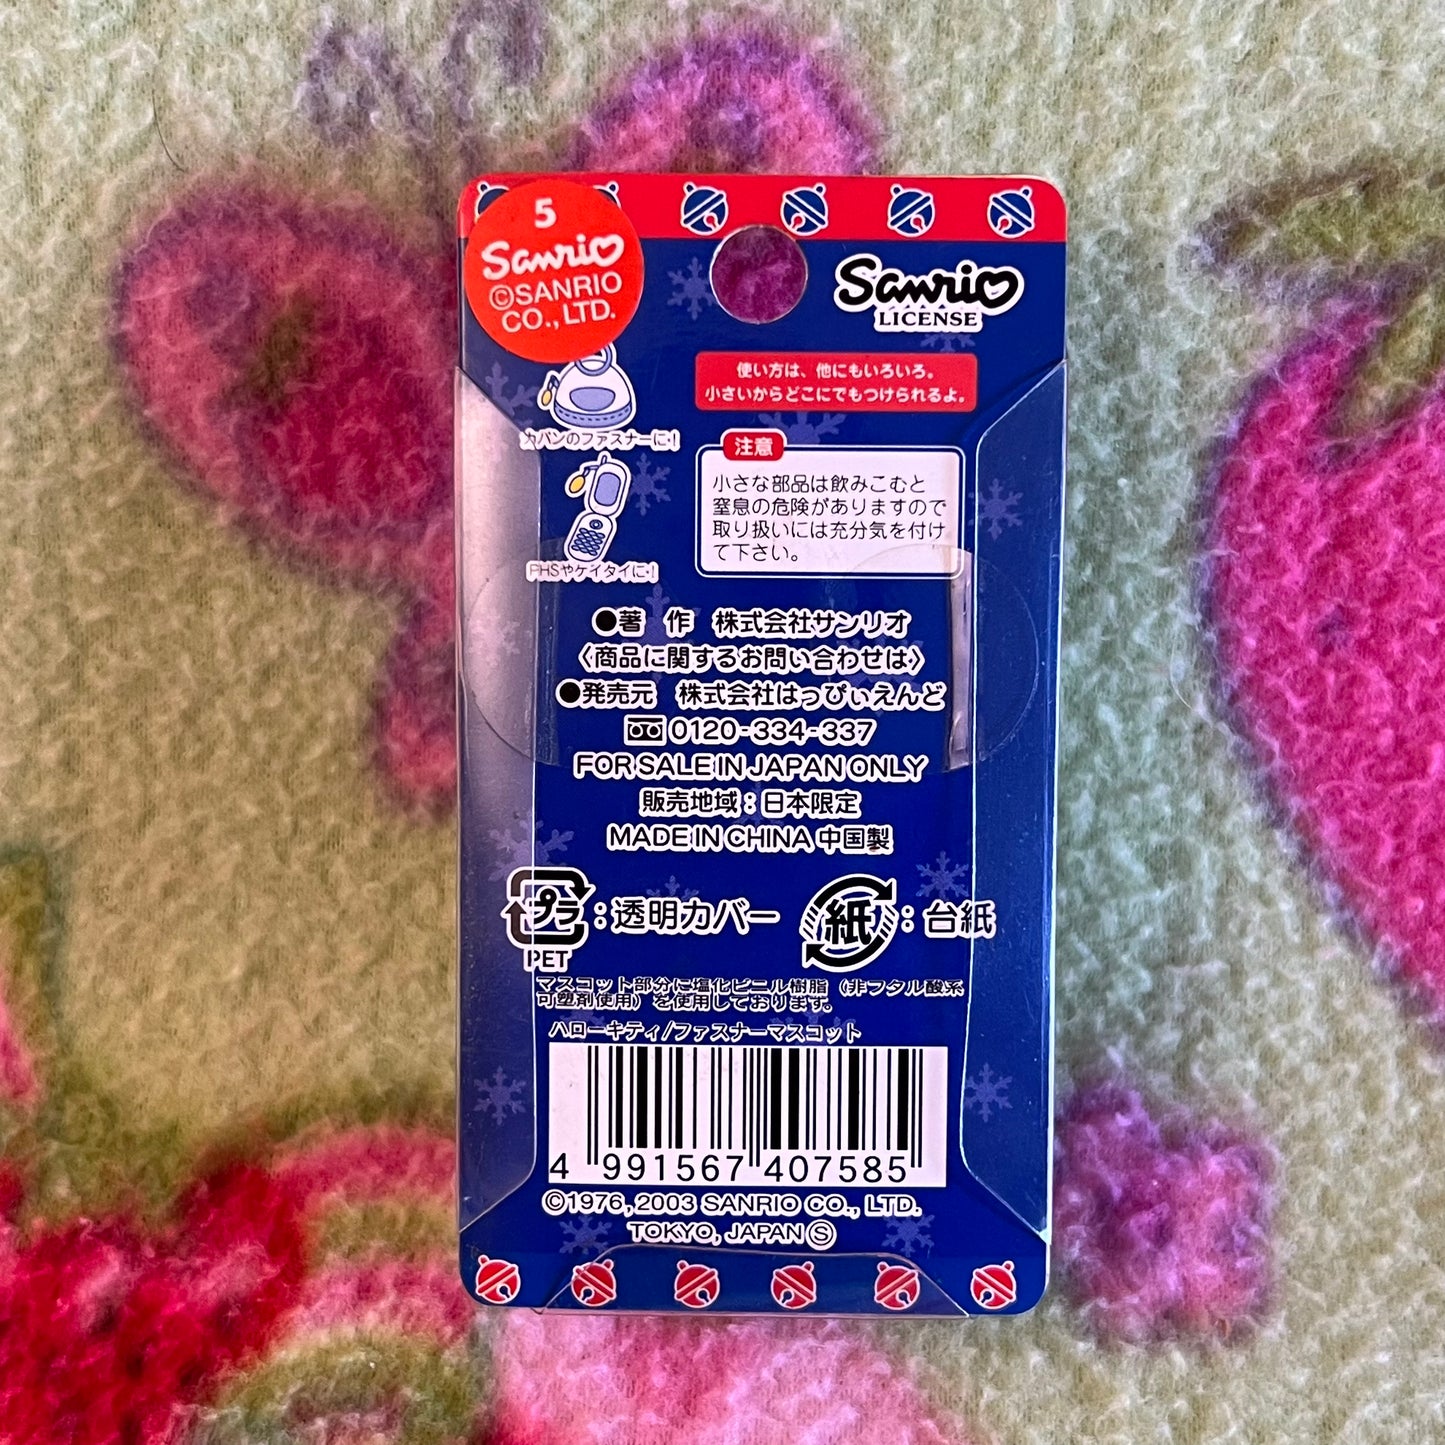 5
Sanrio
©SANRIO
CO., LTD.
Sanrio
LICENSE
使い方は、他にもいろいろ。
小さいからどこにでもつけられるよ。
カバンのファスナーに!
PHSやケイタイに!
注意
小さな部品は飲みこむと
窒息の危険がありますので
取り扱いには充分気を付け
て下さい。
●著 作 株式会社サンリオ
〈商品に関するお問い合わせは〉
●発売元 株式会社はっぴぃえんど
0120-334-337
FOR SALE IN JAPAN ONLY
販売地域:日本限定
MADE IN CHINA 中国製
プラ:透明カバー 紙:台紙
PET
マスコット部分に塩化ビニル樹脂(非フタル酸系
可塑剤使用)を使用しております。
ハローキティ/ファスナーマスコット
4 991567 407585
©1976, 2003 SANRIO CO., LTD.
TOKYO, JAPAN Ⓢ